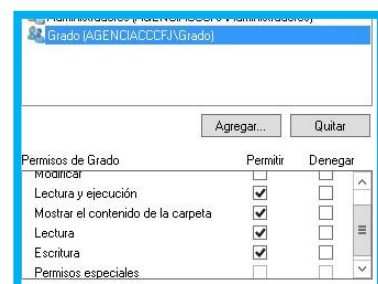 Grado (AGENCIACCCFJ\Grado)
Agregar...
Quitar
Permisos de Grado
Permitir
Denegar
Modificar
Lectura y ejecución
Mostrar el contenido de la carpeta
Lectura
Escritura
Permisos especiales